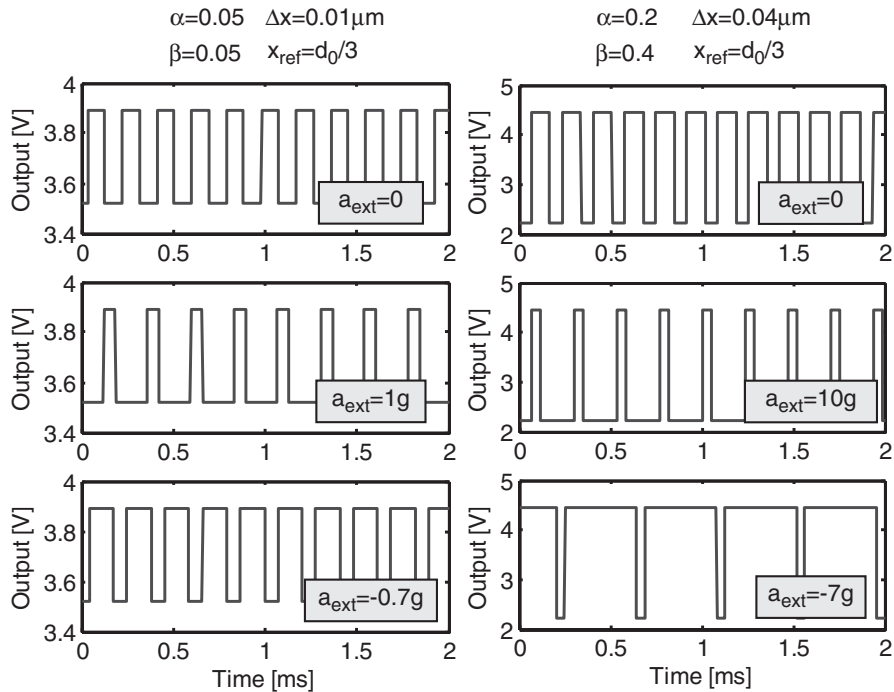 α=0.05 Δx=0.01μm
β=0.05 x_ref=d_0/3
α=0.2 Δx=0.04μm
β=0.4 x_ref=d_0/3
Output [V]
4
3.8
3.6
3.4
0 0.5 1 1.5 2
a_ext=0
Output [V]
5
4
3
2
0 0.5 1 1.5 2
a_ext=0
Output [V]
4
3.8
3.6
3.4
0 0.5 1 1.5 2
a_ext=1g
Output [V]
5
4
3
2
0 0.5 1 1.5 2
a_ext=10g
Output [V]
4
3.8
3.6
3.4
0 0.5 1 1.5 2
a_ext=-0.7g
Time [ms]
Output [V]
5
4
3
2
0 0.5 1 1.5 2
a_ext=-7g
Time [ms]